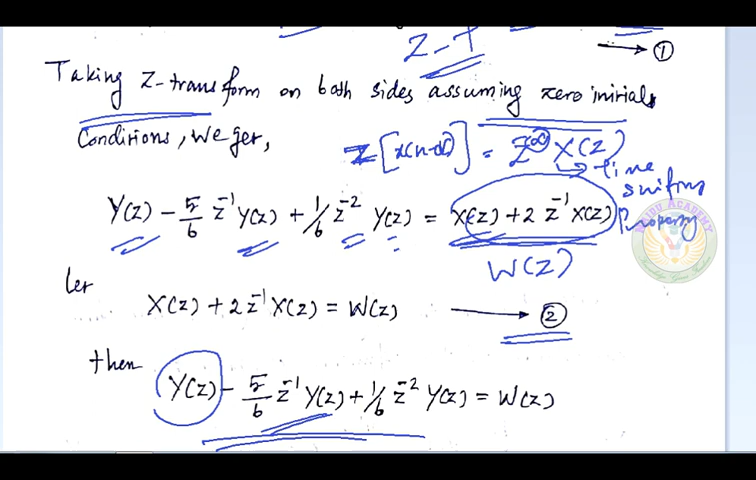 Z-T
→ ①
Taking Z-transform on both sides assuming zero initial
Conditions, we get,
Z[x(n-α)] = Z^α X(z)
→ time
shifting
property
Y(z) - 5/6 z^-1 Y(z) + 1/6 z^-2 Y(z) = X(z) + 2 z^-1 X(z)
W(z)
Let
X(z) + 2 z^-1 X(z) = W(z) → ②
then
Y(z) - 5/6 z^-1 Y(z) + 1/6 z^-2 Y(z) = W(z)